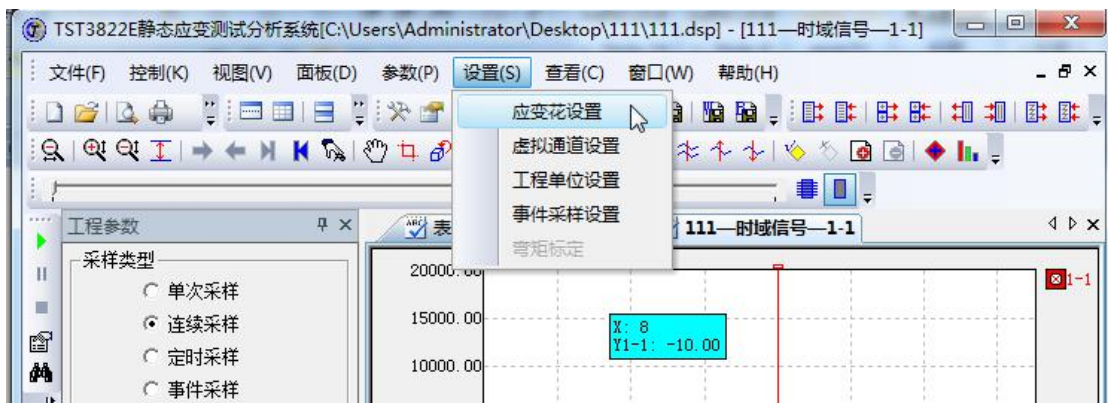 TST3822E静态应变测试分析系统[C:\Users\Administrator\Desktop\111\111.dsp] - [111—时域信号—1-1]
文件(F) 控制(K) 视图(V) 面板(D) 参数(P) 设置(S) 查看(C) 窗口(W) 帮助(H)
应变花设置
虚拟通道设置
工程单位设置
事件采样设置
弯矩标定
工程参数
表
111—时域信号—1-1
采样类型
单次采样
连续采样
定时采样
事件采样
20000.00
15000.00
10000.00
X: 8
Y1-1: -10.00
1-1